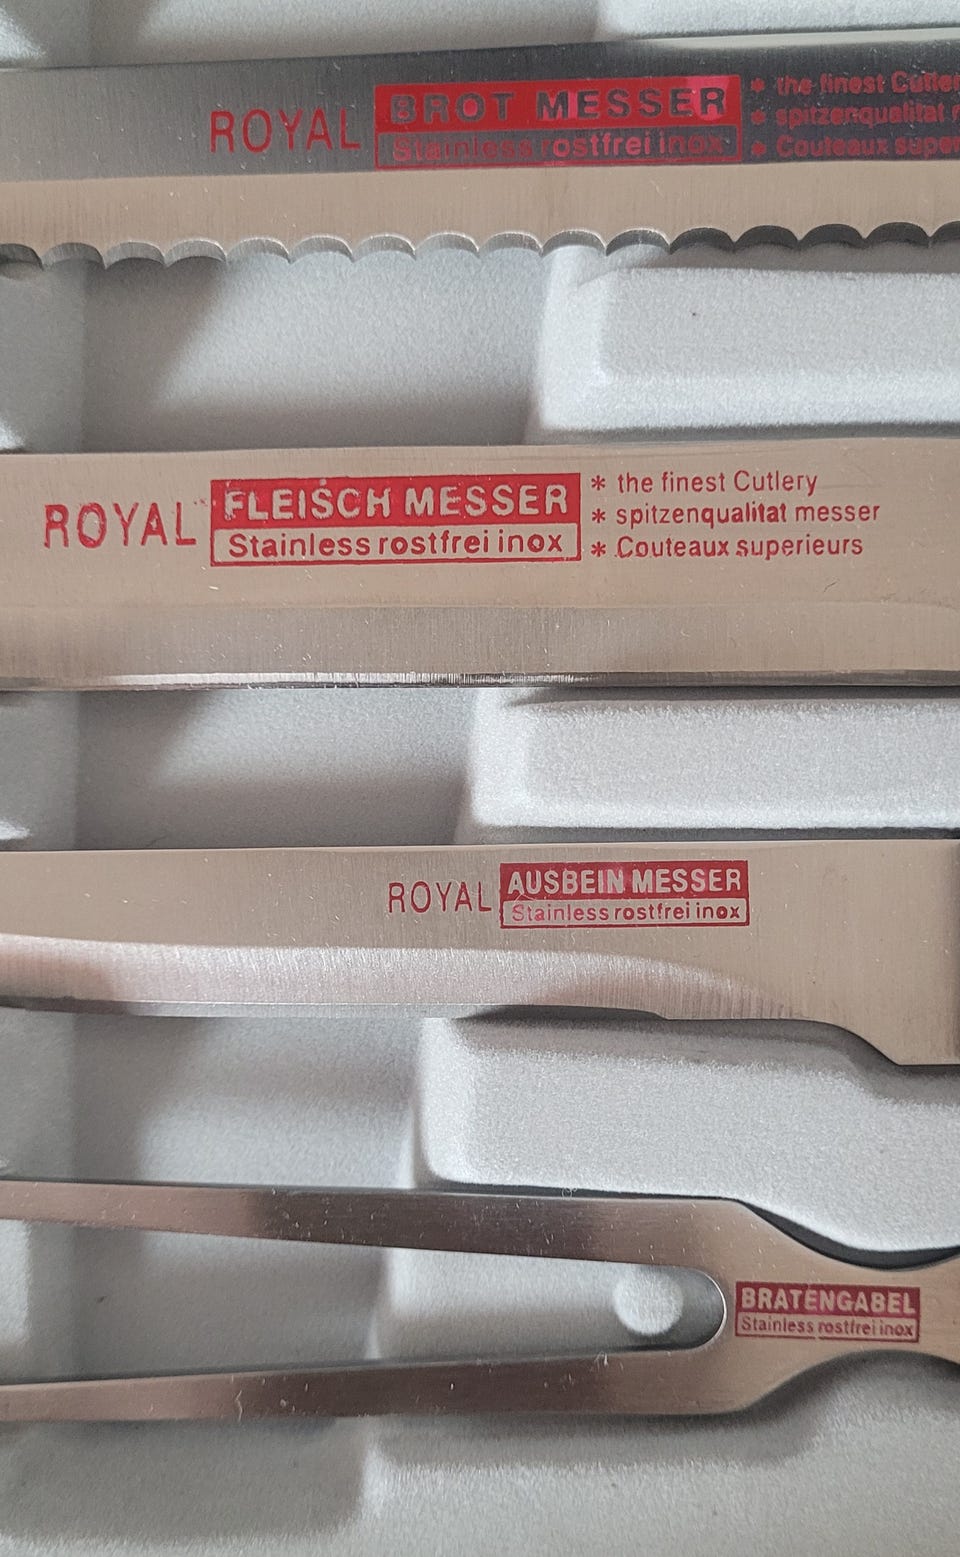 ROYAL BROT MESSER
Stainless rostfrei inox
* the finest
* spitzenqualitat
* Couteaux
ROYAL FLEISCH MESSER
Stainless rostfrei inox
* the finest Cutlery
* spitzenqualitat messer
* Couteaux superieurs
ROYAL AUSBEIN MESSER
Stainless rostfrei inox
BRATENGABEL
Stainless rostfrei inox